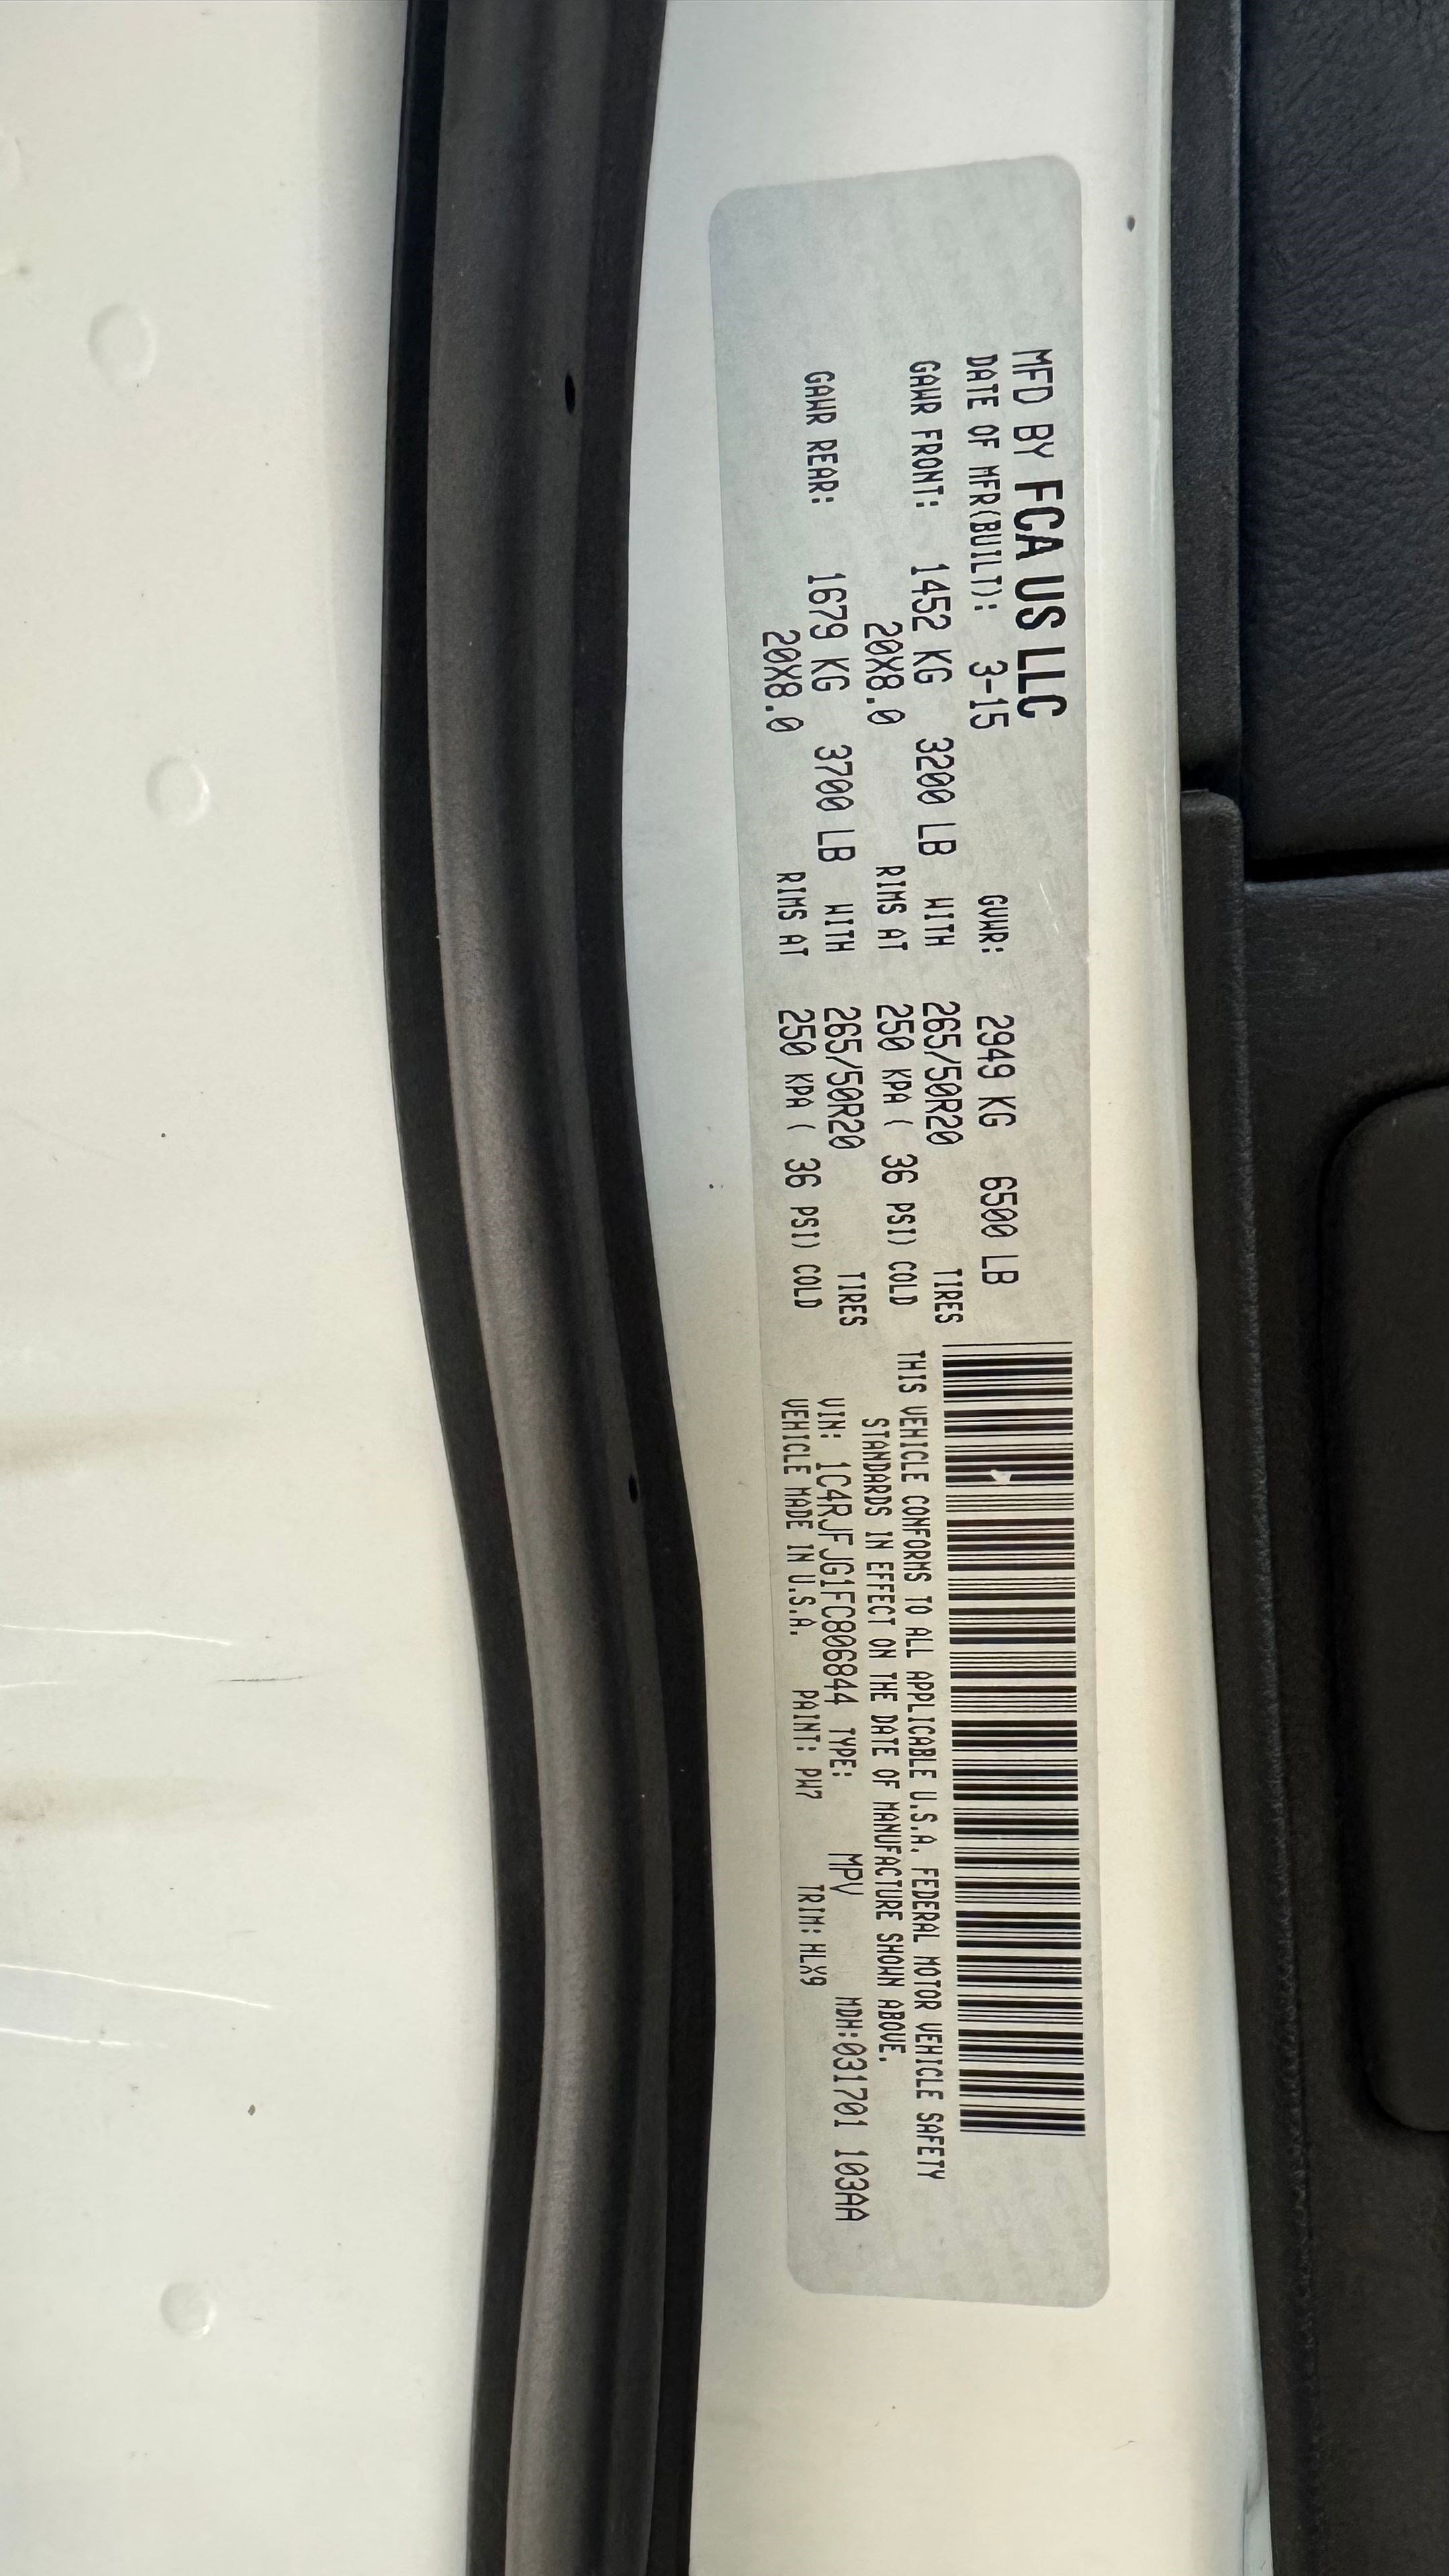 MFD BY FCA US LLC
DATE OF MFR(BUILT): 3-15 GVWR: 2949 KG 6500 LB
GAWR FRONT: 1452 KG 3200 LB WITH 265/50R20 TIRES
20X8.0 RIMS AT 250 KPA ( 36 PSI) COLD
GAWR REAR: 1679 KG 3700 LB WITH 265/50R20 TIRES
20X8.0 RIMS AT 250 KPA ( 36 PSI) COLD
THIS VEHICLE CONFORMS TO ALL APPLICABLE U.S.A. FEDERAL MOTOR VEHICLE SAFETY
STANDARDS IN EFFECT ON THE DATE OF MANUFACTURE SHOWN ABOVE.
VIN: 1C4RJFJG1FC806844 TYPE: MPV MDH:031701 103AA
VEHICLE MADE IN U.S.A. PAINT: PW7 TRIM: HLX9